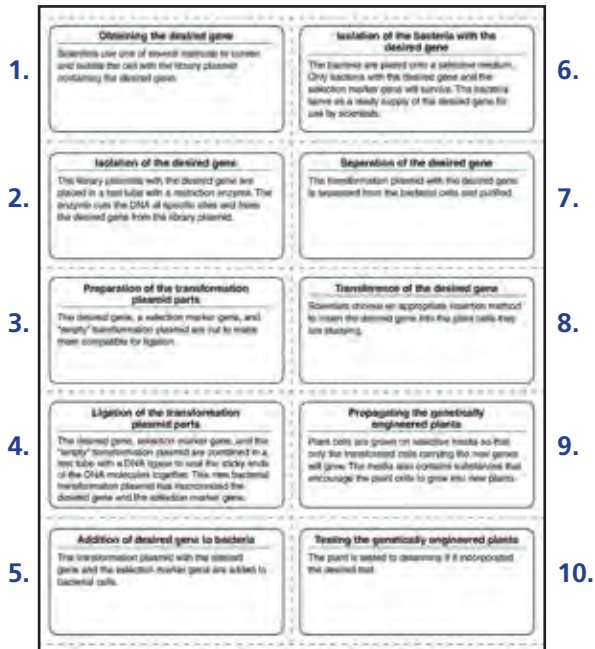 1.
Obtaining the desired gene
Scientists use one of several methods to screen
and isolate the cell with the library plasmid
containing the desired gene.
2.
Isolation of the desired gene
The library plasmids with the desired gene are
placed in a test tube with a restriction enzyme. The
enzyme cuts the DNA at specific sites and frees
the desired gene from the library plasmid.
3.
Preparation of the transformation
plasmid parts
The desired gene, a selection marker gene, and
"empty" transformation plasmid are cut to make
them compatible for ligation.
4.
Ligation of the transformation
plasmid parts
The desired gene, selection marker gene, and the
"empty" transformation plasmid are combined in a
test tube with a DNA ligase to seal the sticky ends
of the DNA molecules together. This new bacterial
transformation plasmid has incorporated the
desired gene and the selection marker gene.
5.
Addition of desired gene to bacteria
The transformation plasmid with the desired
gene and the selection marker gene are added to
bacterial cells.
6.
Isolation of the bacteria with the
desired gene
The bacteria are placed onto a selective medium.
Only bacteria with the desired gene and the
selection marker gene will survive. The bacteria
serve as a ready supply of the desired gene for
use by scientists.
7.
Separation of the desired gene
The transformation plasmid with the desired gene
is separated from the bacterial cells and purified.
8.
Transference of the desired gene
Scientists choose an appropriate insertion method
to insert the desired gene into the plant cells they
are studying.
9.
Propagating the genetically
engineered plants
Plant cells are grown on selective media so that
only the transformed cells carrying the new genes
will grow. The media also contains substances that
encourage the plant cells to grow into new plants.
10.
Testing the genetically engineered plants
The plant is tested to determine if it incorporated
the desired trait.